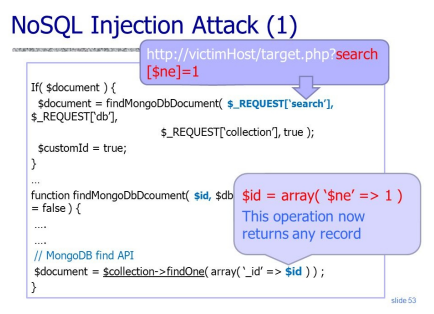 NoSQL Injection Attack (1)
http://victimHost/target.php?search
[$ne]=1
If( $document ) {
$document = findMongoDbDocument( $_REQUEST['search'],
$_REQUEST['db'],
$_REQUEST['collection'], true );
$customId = true;
}
…
function findMongoDbDcoument( $id, $db
= false ) {
….
….
// MongoDB find API
$document = $collection->findOne( array( '_id' => $id ) ) ;
}
$id = array( '$ne' => 1 )
This operation now
returns any record
slide 53